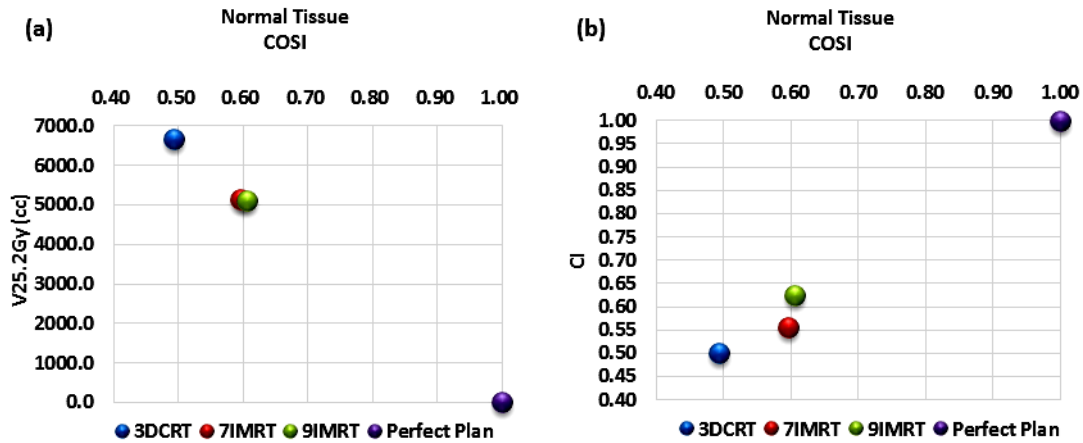 (a)
Normal Tissue
COSI
0.40 0.50 0.60 0.70 0.80 0.90 1.00
7000.0
6000.0
5000.0
4000.0
3000.0
2000.0
1000.0
0.0
V25.2Gy (cc)
3DCRT 7IMRT 9IMRT Perfect Plan
(b)
Normal Tissue
COSI
0.40 0.50 0.60 0.70 0.80 0.90 1.00
1.00
0.95
0.90
0.85
0.80
0.75
0.70
0.65
0.60
0.55
0.50
0.45
0.40
CI
3DCRT 7IMRT 9IMRT Perfect Plan